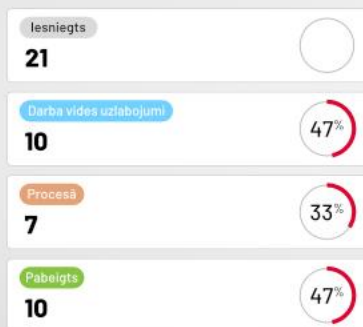 Iesniegts
21
Darba vides uzlabojumi
10
47%
Procesā
7
33%
Pabeigts
10
47%